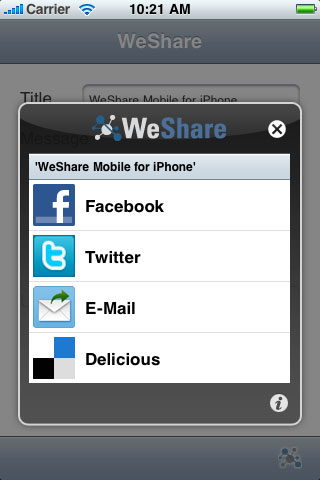 Carrier 10:21 AM
WeShare
Title WeShare Mobile for iPhone
Message
WeShare
'WeShare Mobile for iPhone'
Facebook
Twitter
E-Mail
Delicious